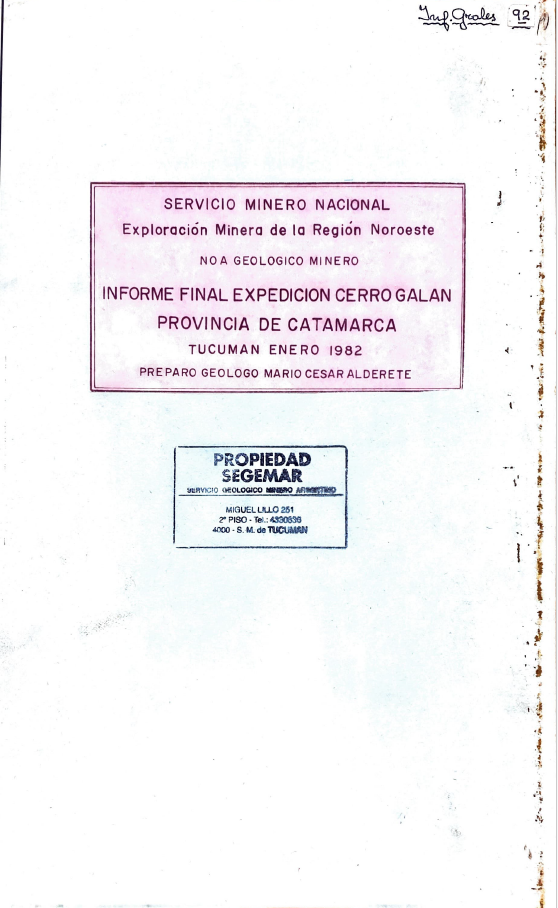 Inf. Grales 92
SERVICIO MINERO NACIONAL
Exploración Minera de la Región Noroeste
NOA GEOLOGICO MINERO
INFORME FINAL EXPEDICION CERRO GALAN
PROVINCIA DE CATAMARCA
TUCUMAN ENERO 1982
PREPARO GEOLOGO MARIO CESAR ALDERETE
PROPIEDAD
SEGEMAR
SERVICIO GEOLOGICO MINERO ARGENTINO
MIGUEL LILLO 251
2º PISO - Tel.: 4330836
4000 - S. M. de TUCUMAN